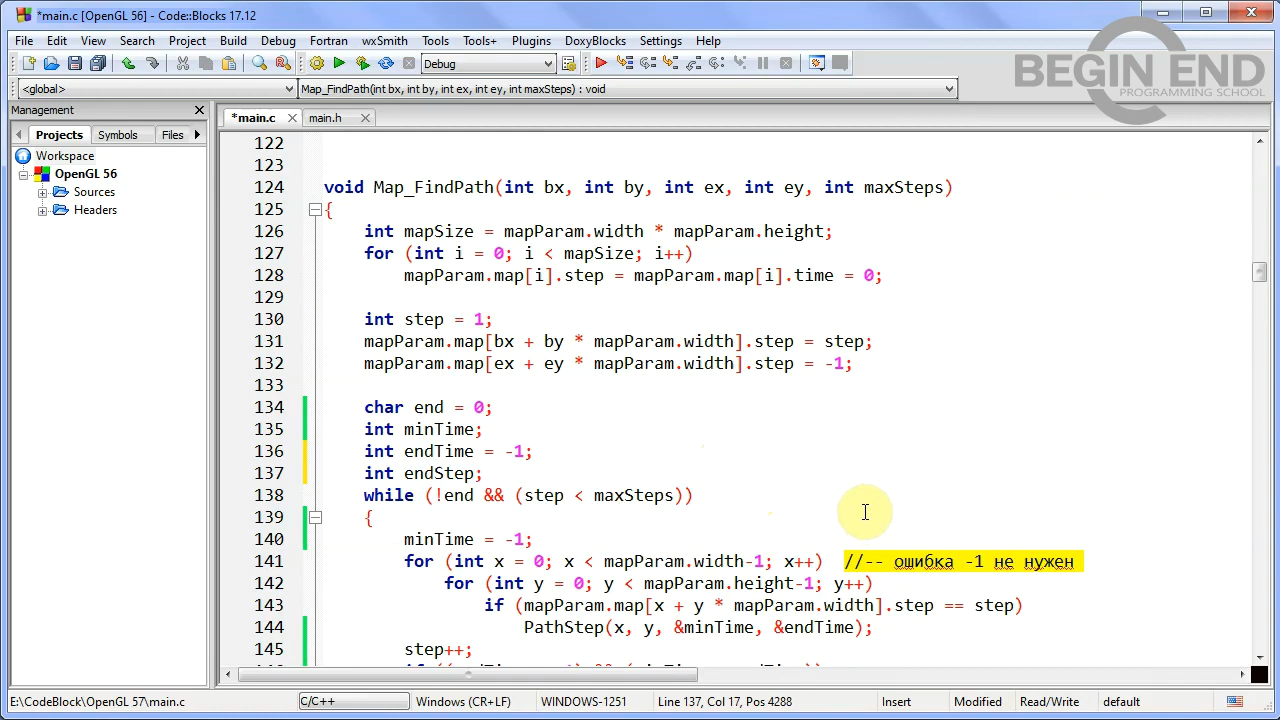 *main.c [OpenGL 56] - Code::Blocks 17.12
File Edit View Search Project Build Debug Fortran wxSmith Tools Tools+ Plugins DoxyBlocks Settings Help
Debug
BEGIN END
PROGRAMMING SCHOOL
<global>
Map_FindPath(int bx, int by, int ex, int ey, int maxSteps) : void
Management
*main.c
main.h
Projects Symbols Files
Workspace
OpenGL 56
Sources
Headers
122
123
124 void Map_FindPath(int bx, int by, int ex, int ey, int maxSteps)
125 {
126 int mapSize = mapParam.width * mapParam.height;
127 for (int i = 0; i < mapSize; i++)
128 mapParam.map[i].step = mapParam.map[i].time = 0;
129
130 int step = 1;
131 mapParam.map[bx + by * mapParam.width].step = step;
132 mapParam.map[ex + ey * mapParam.width].step = -1;
133
134 char end = 0;
135 int minTime;
136 int endTime = -1;
137 int endStep;
138 while (!end && (step < maxSteps))
139 {
140 minTime = -1;
141 for (int x = 0; x < mapParam.width-1; x++) //-- ошибка -1 не нужен
142 for (int y = 0; y < mapParam.height-1; y++)
143 if (mapParam.map[x + y * mapParam.width].step == step)
144 PathStep(x, y, &minTime, &endTime);
145 step++;
E:\CodeBlock\OpenGL 57\main.c C/C++ Windows (CR+LF) WINDOWS-1251 Line 137, Col 17, Pos 4288 Insert Modified Read/Write default